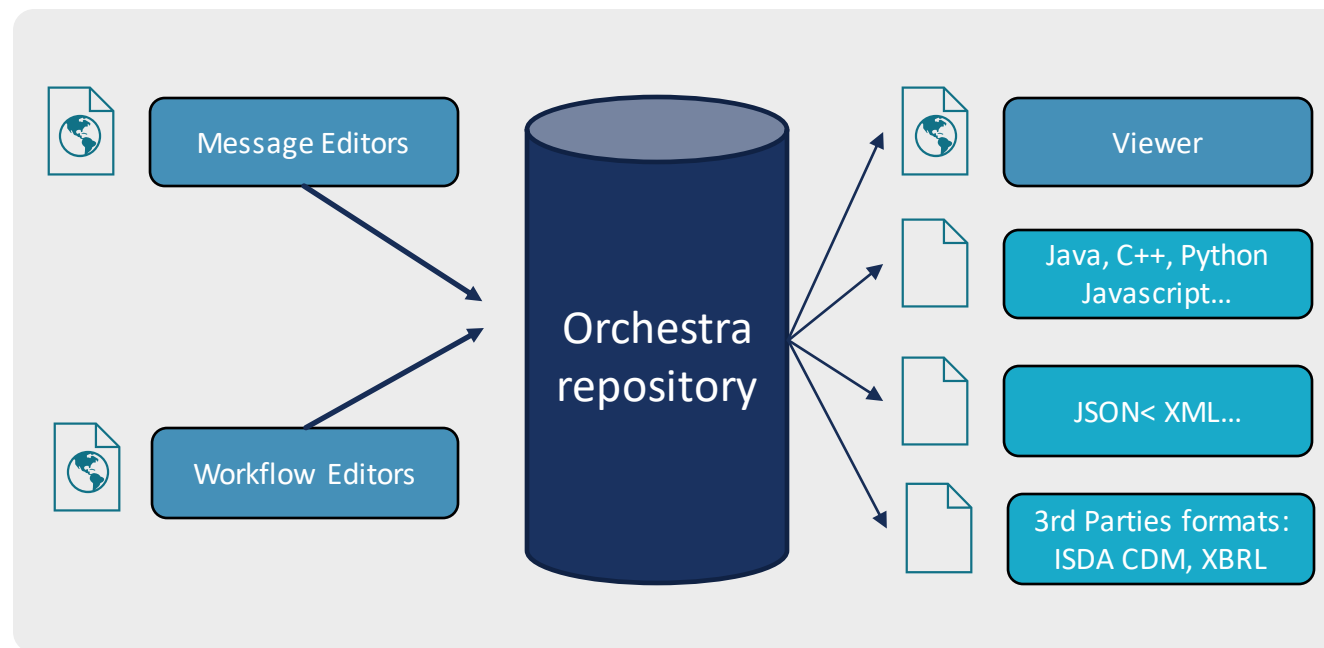 Message Editors
Workflow Editors
Orchestra
repository
Viewer
Java, C++, Python
Javascript…
JSON< XML…
3rd Parties formats:
ISDA CDM, XBRL